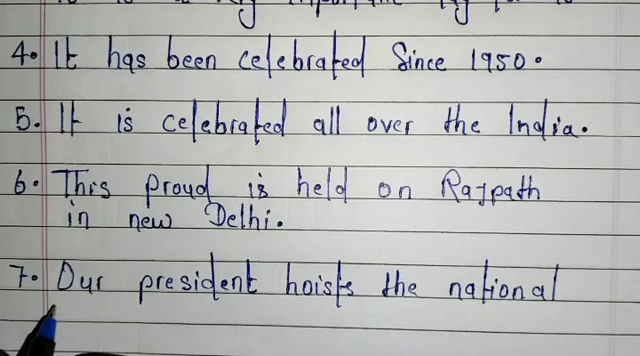 4. It has been celebrated Since 1950.
5. It is celebrated all over the India.
6. This proud is held on Rajpath
in new Delhi.
7. Our president hoists the national